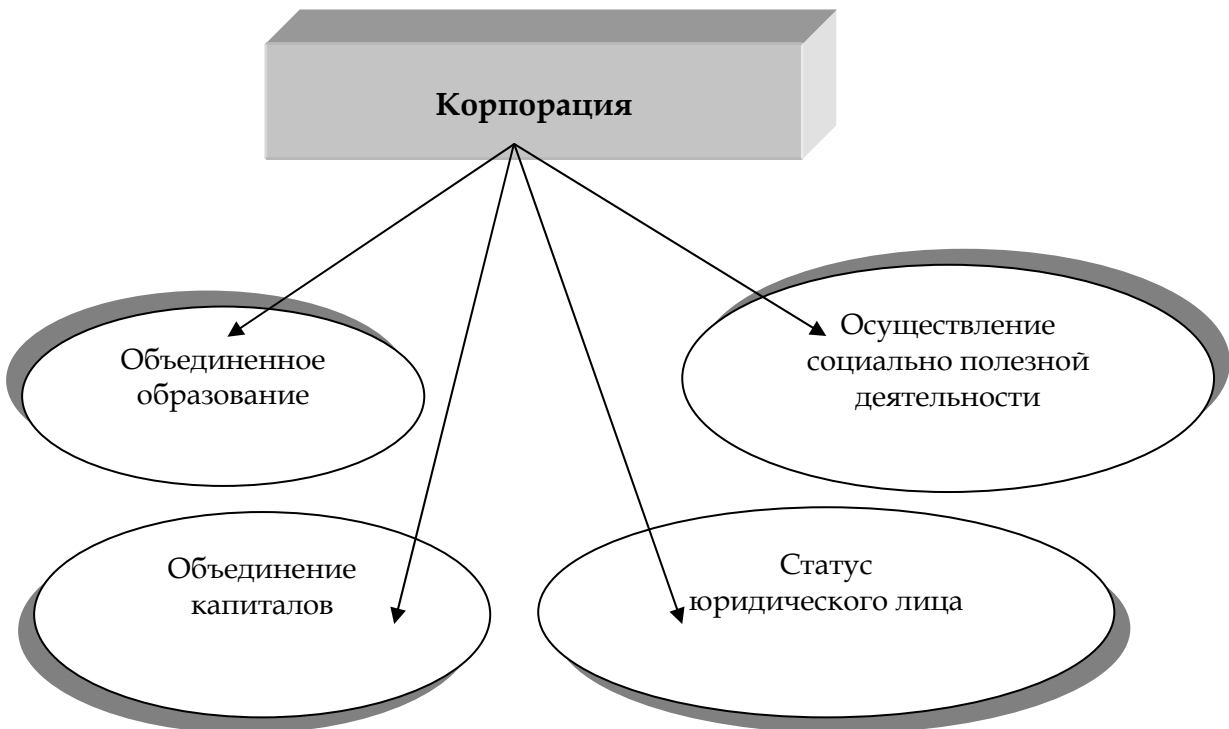 Корпорация
Объединенное
образование
Осуществление
социально полезной
деятельности
Объединение
капиталов
Статус
юридического лица